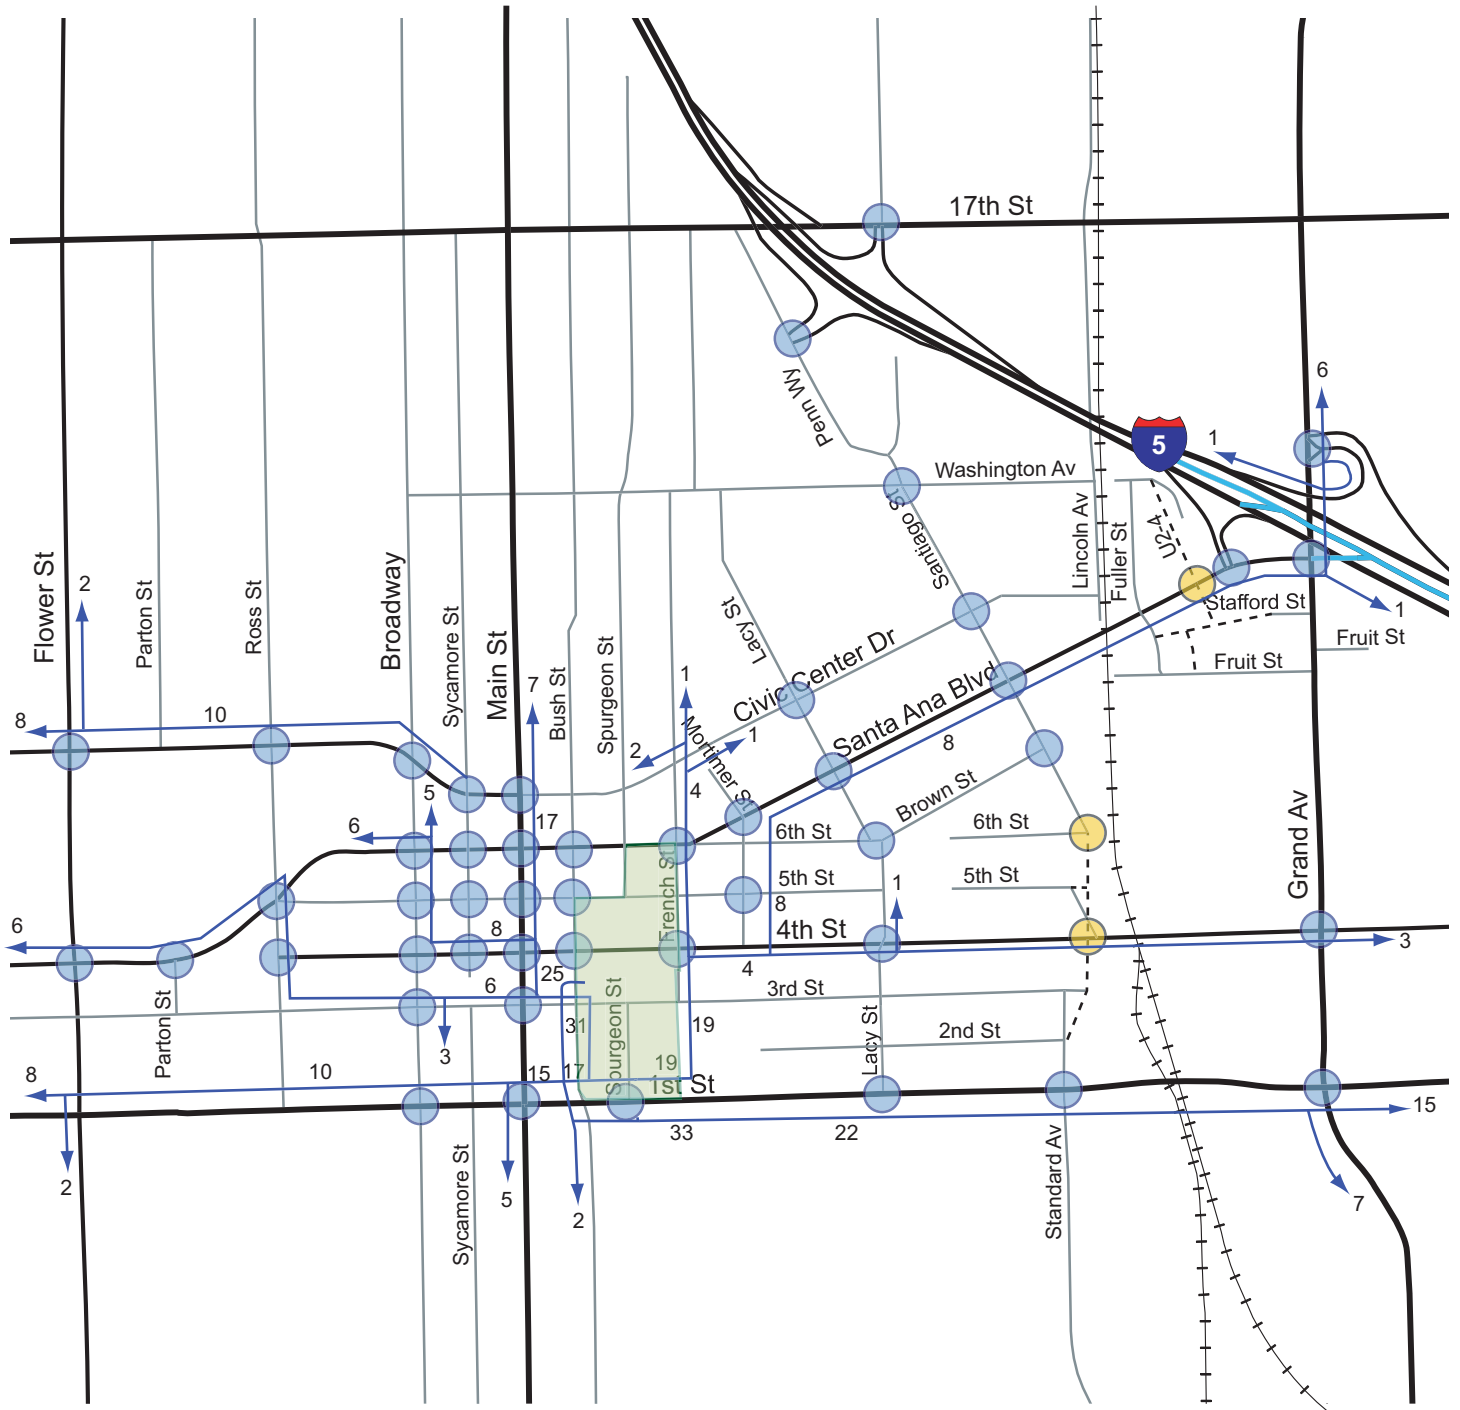 17th St
6
5
1
Penn Wy
Washington Av
Santiago St
Lincoln Av
Fuller St
U2-4
Flower St
2
Parton St
Ross St
Broadway
Sycamore St
Main St
Bush St
Spurgeon St
Lacy St
Civic Center Dr
Santa Ana Blvd
Stafford St
1
Fruit St
Fruit St
8
10
7
1
2
Mortimer St
1
8
5
4
Brown St
6
17
6th St
6th St
French St
5th St
5th St
8
1
Grand Av
6
8
4th St
3
25
4
6
3rd St
Parton St
31
Spurgeon St
19
2nd St
Lacy St
3
8
10
15
17
19
1st St
15
33
22
2
5
2
7
Sycamore St
Standard Av